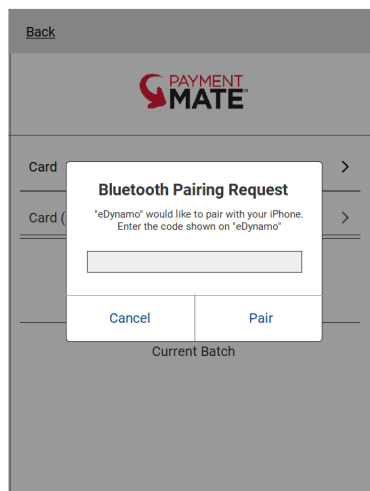 Back
PAYMENT
MATE™
Card
Card (
Bluetooth Pairing Request
"eDynamo" would like to pair with your iPhone.
Enter the code shown on "eDynamo"
Cancel
Pair
Current Batch